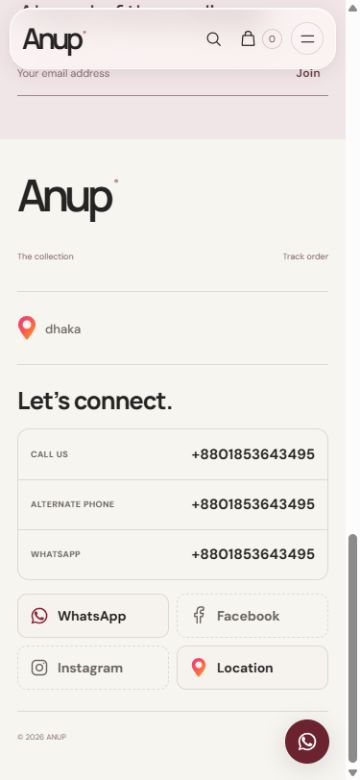 Anup
0
Your email address
Join
Anup
The collection
Track order
dhaka
Let's connect.
CALL US
+8801853643495
ALTERNATE PHONE
+8801853643495
WHATSAPP
+8801853643495
WhatsApp
Facebook
Instagram
Location
© 2026 ANUP